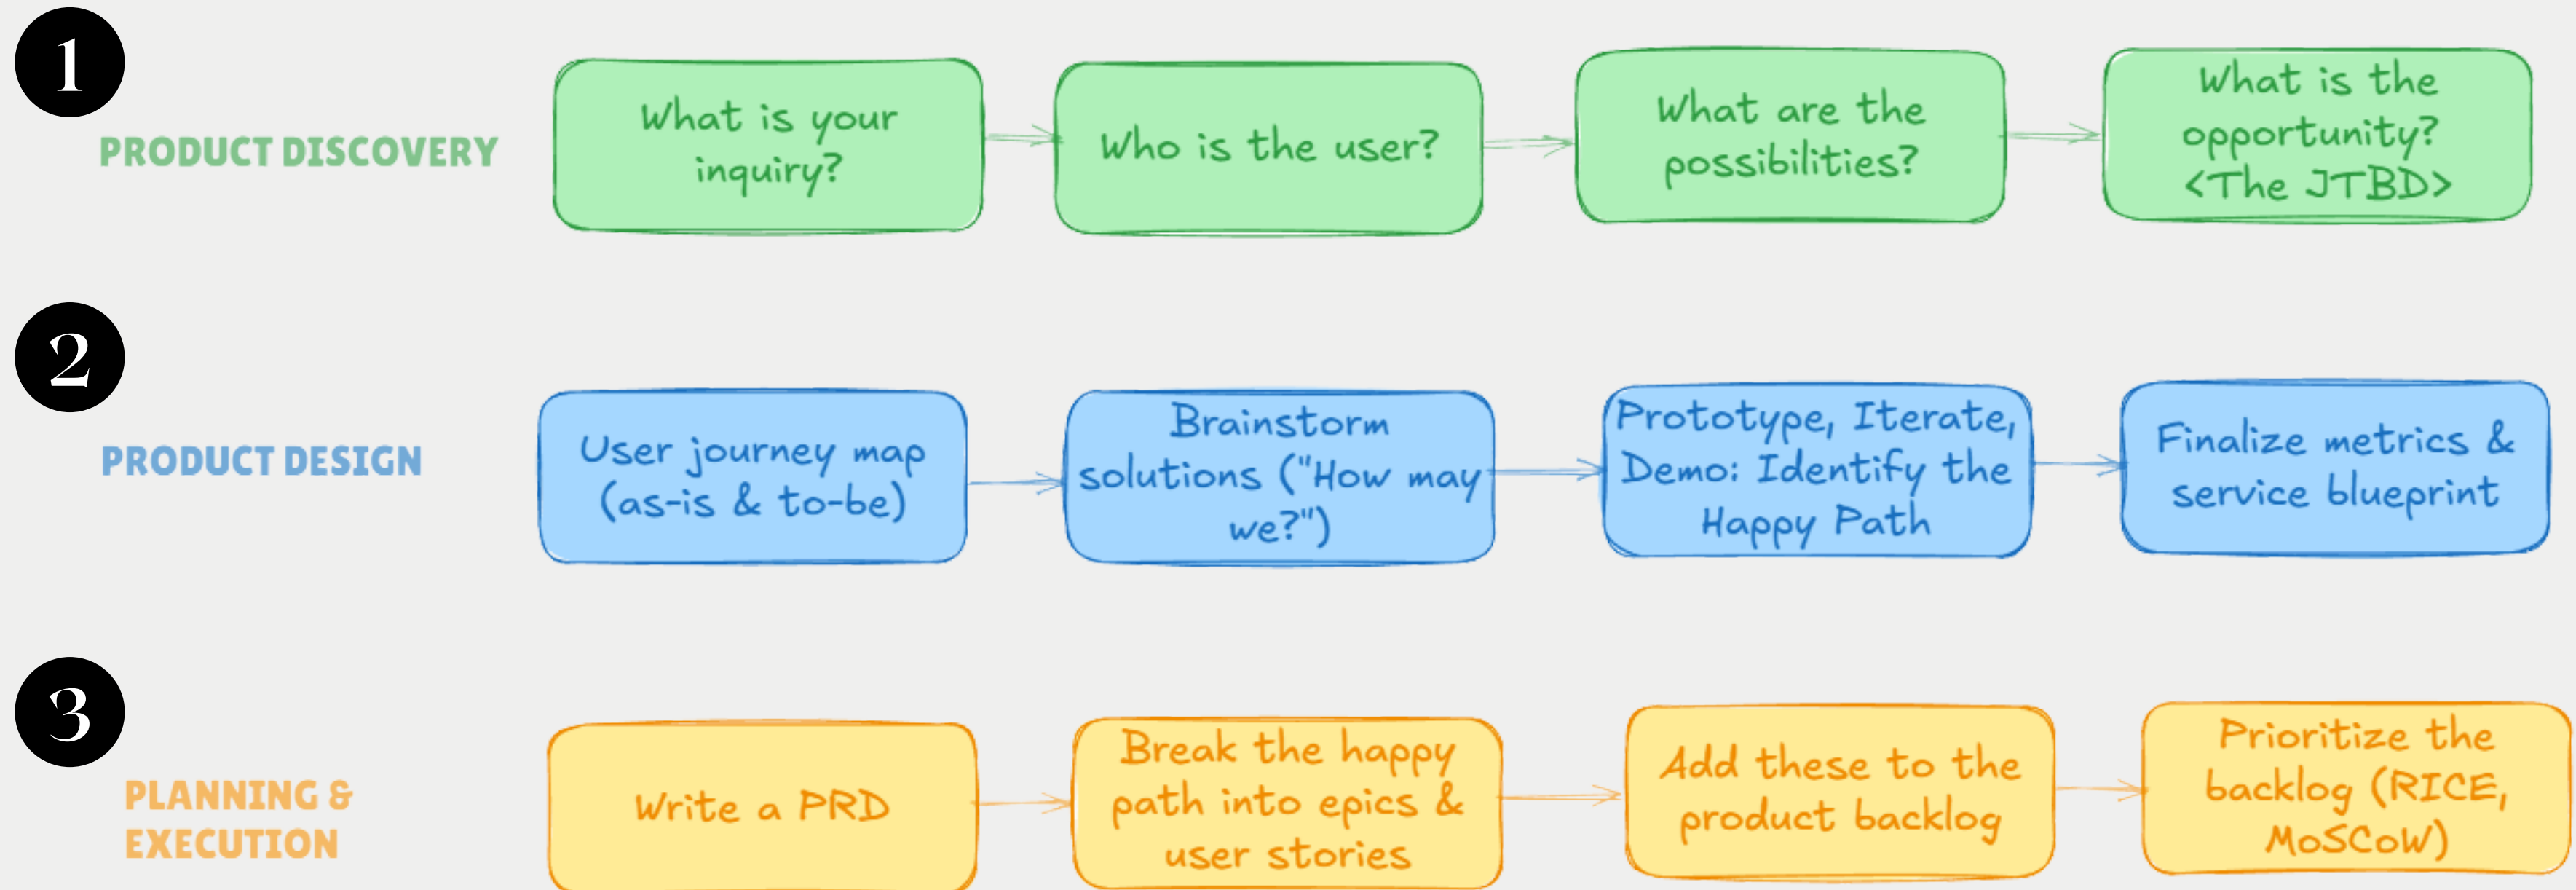 1
PRODUCT DISCOVERY
What is your
inquiry?
Who is the user?
What are the
possibilities?
What is the
opportunity?
<The JTBD>
2
PRODUCT DESIGN
User journey map
(as-is & to-be)
Brainstorm
solutions ("How may
we?")
Prototype, Iterate,
Demo: Identify the
Happy Path
Finalize metrics &
service blueprint
3
PLANNING &
EXECUTION
Write a PRD
Break the happy
path into epics &
user stories
Add these to the
product backlog
Prioritize the
backlog (RICE,
MoSCoW)